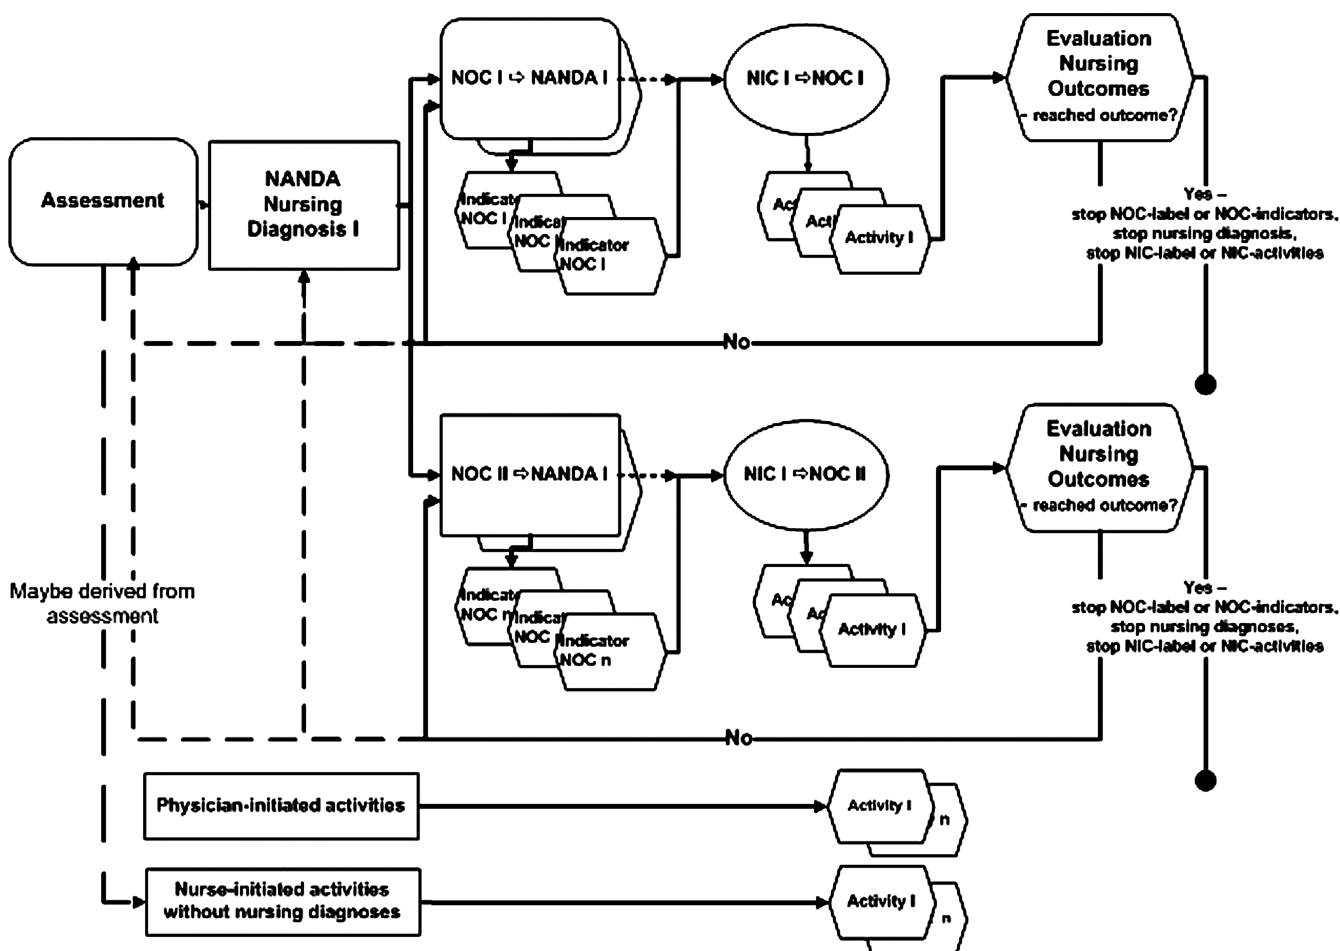 Assessment
NANDA
Nursing
Diagnosis I
NOC I ⇨ NANDA I
Indicator
NOC I
NOC
Indicator
NOC I
NIC I ⇨NOC I
Activity I
Evaluation
Nursing
Outcomes
- reached outcome?
Yes –
stop NOC-label or NOC-indicators,
stop nursing diagnosis,
stop NIC-label or NIC-activities
No
NOC II ⇨NANDA I
NOC
NOC
Indicator
NOC n
NIC I ⇨NOC II
Activity I
Evaluation
Nursing
Outcomes
- reached outcome?
Yes –
stop NOC-label or NOC-indicators,
stop nursing diagnoses,
stop NIC-label or NIC-activities
No
Maybe derived from
assessment
Physician-initiated activities
Activity I
n
Nurse-initiated activities
without nursing diagnoses
Activity I
n